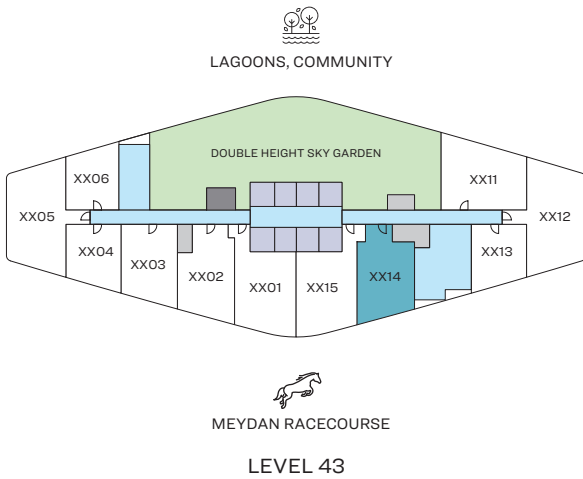 LAGOONS, COMMUNITY
DOUBLE HEIGHT SKY GARDEN
XX06
XX11
XX05
XX12
XX04
XX03
XX02
XX01
XX15
XX14
XX13
MEYDAN RACECOURSE
LEVEL 43